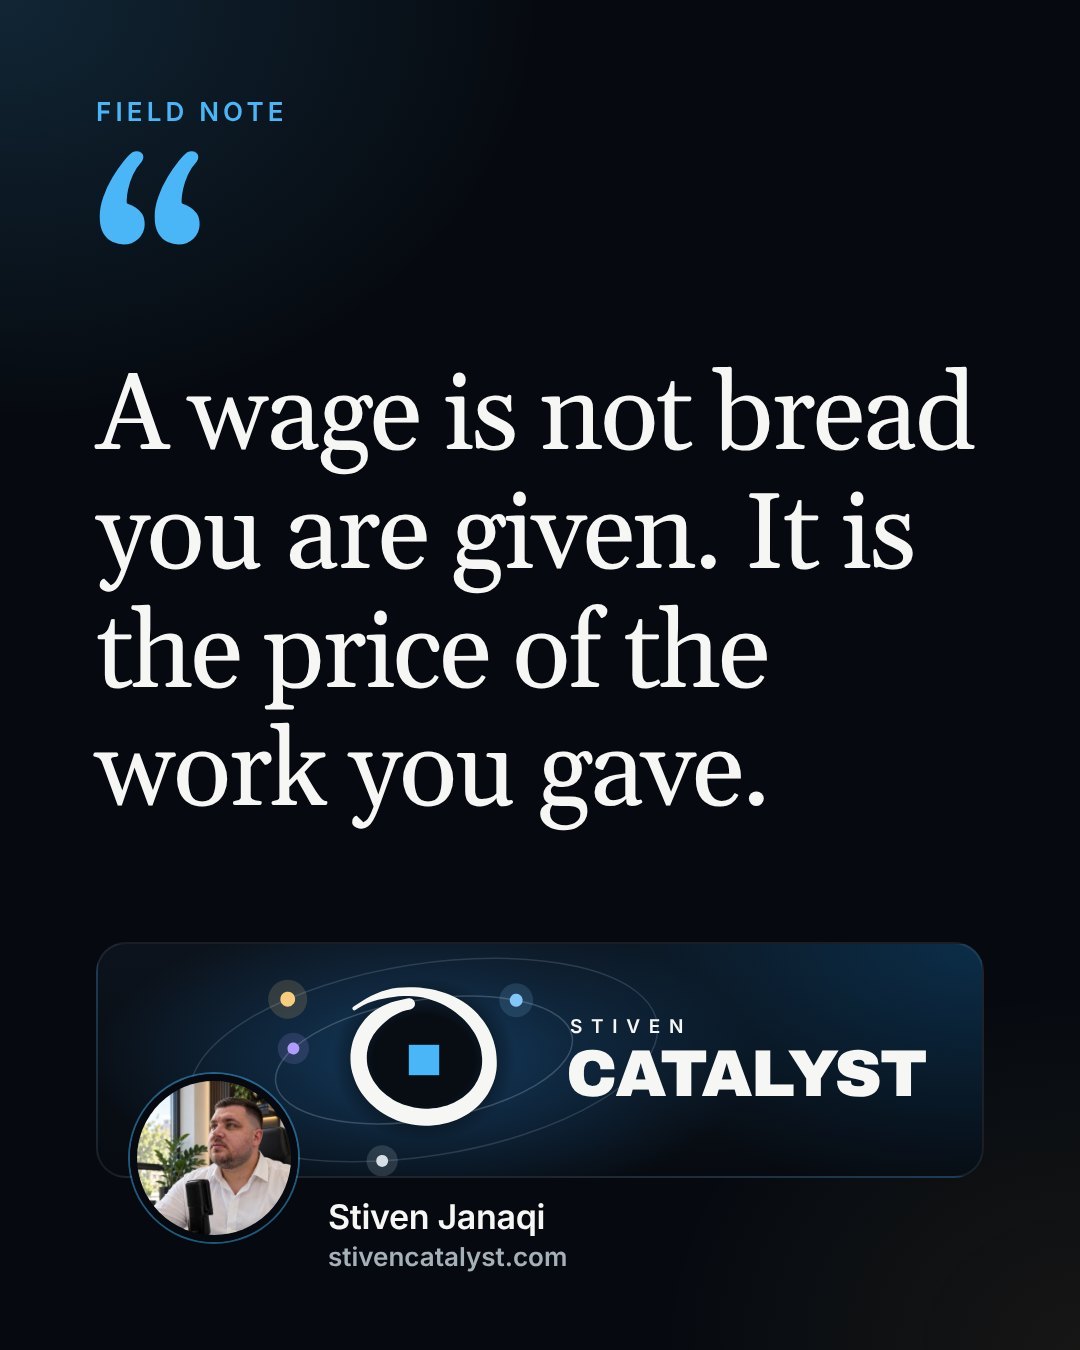 FIELD NOTE
“
A wage is not bread
you are given. It is
the price of the
work you gave.
STIVEN
CATALYST
Stiven Janaqi
stivencatalyst.com